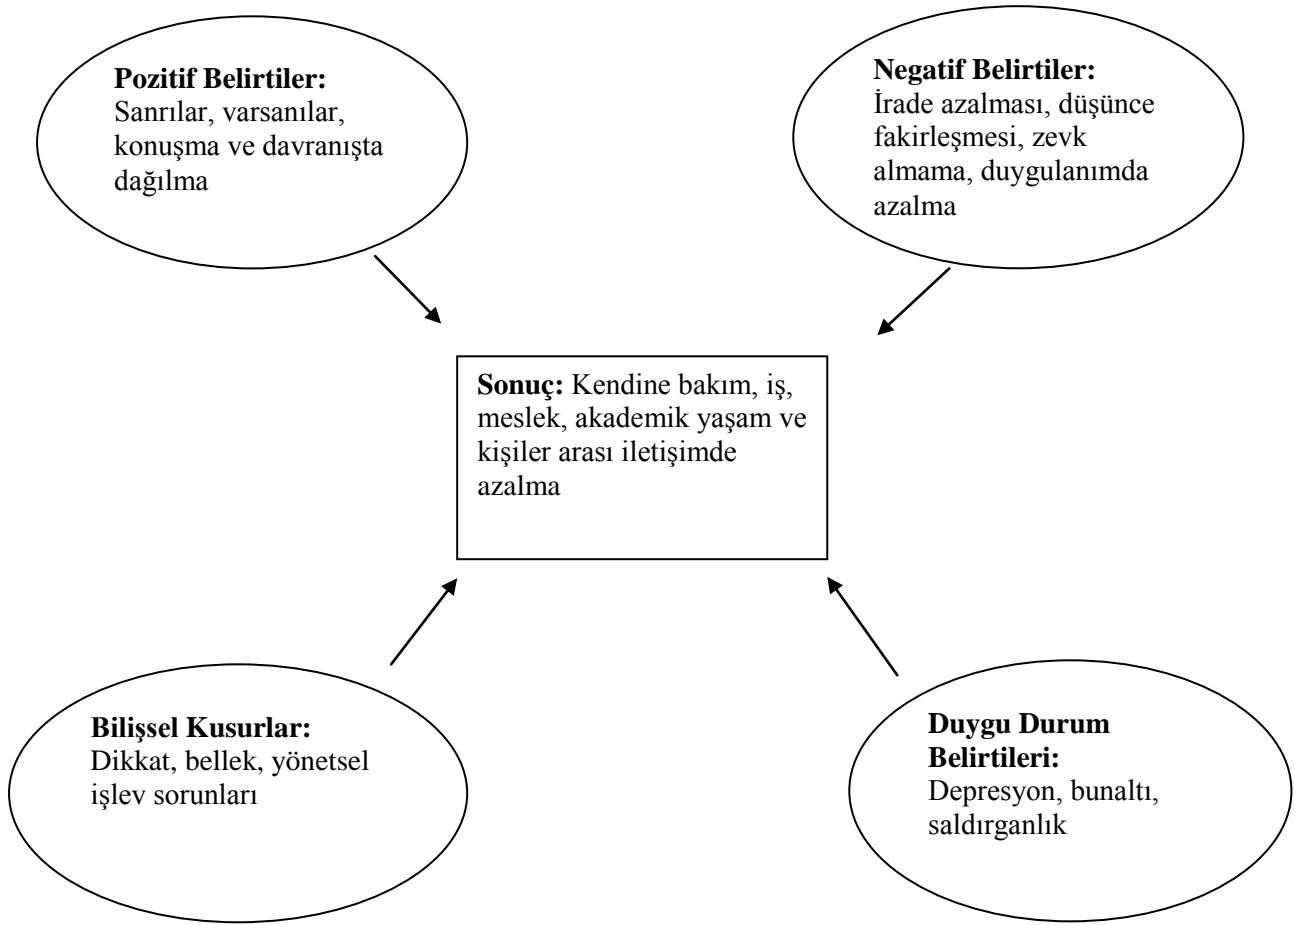 Pozitif Belirtiler:
Sanrılar, varsanılar,
konuşma ve davranışta
dağılma
Negatif Belirtiler:
İrade azalması, düşünce
fakirleşmesi, zevk
almama, duygulanımda
azalma
Sonuç: Kendine bakım, iş,
meslek, akademik yaşam ve
kişiler arası iletişimde
azalma
Bilişsel Kusurlar:
Dikkat, bellek, yönetsel
işlev sorunları
Duygu Durum
Belirtileri:
Depresyon, bunaltı,
saldırganlık